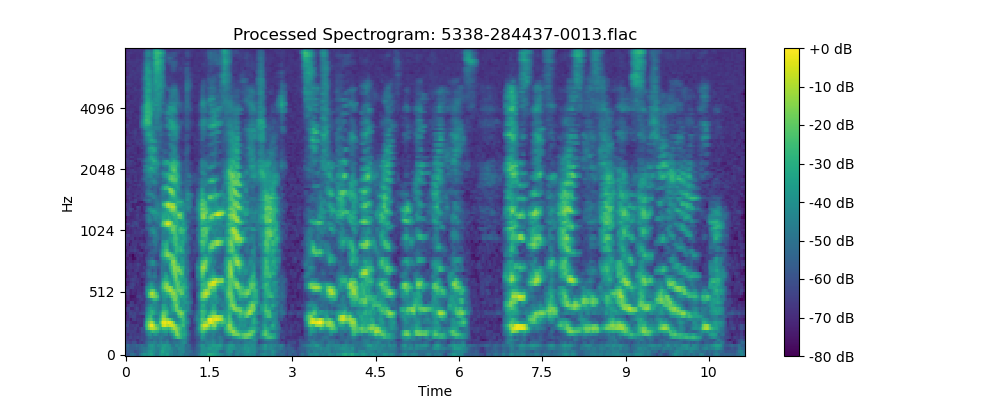 Processed Spectrogram: 5338-284437-0013.flac
Hz
4096
2048
1024
512
0
0 1.5 3 4.5 6 7.5 9 10
Time
+0 dB
-10 dB
-20 dB
-30 dB
-40 dB
-50 dB
-60 dB
-70 dB
-80 dB